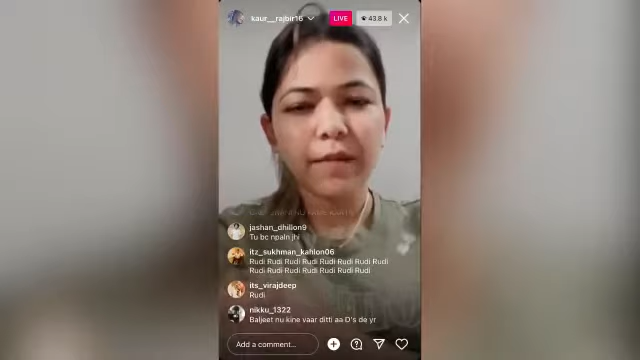 kaur__rajbir16
LIVE
43.8 k
jashan_dhillon9
Tu bc npaln jhi
itz_sukhman_kahlon06
Rudi Rudi Rudi Rudi Rudi Rudi Rudi Rudi
Rudi Rudi Rudi Rudi Rudi Rudi Rudi
its_virajdeep
Rudi
nikku_1322
Baljeet nu kine vaar ditti aa D's de yr
Add a comment...